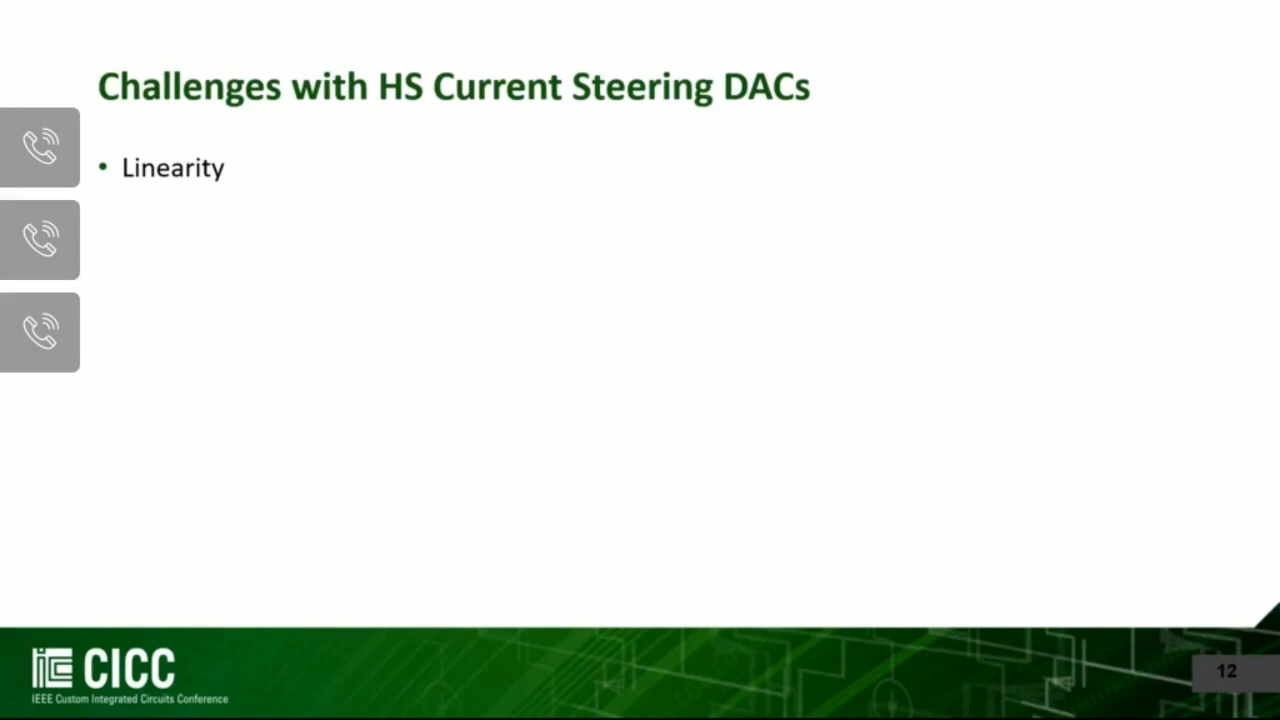 Challenges with HS Current Steering DACs
• Linearity
CICC
IEEE Custom Integrated Circuits Conference
12